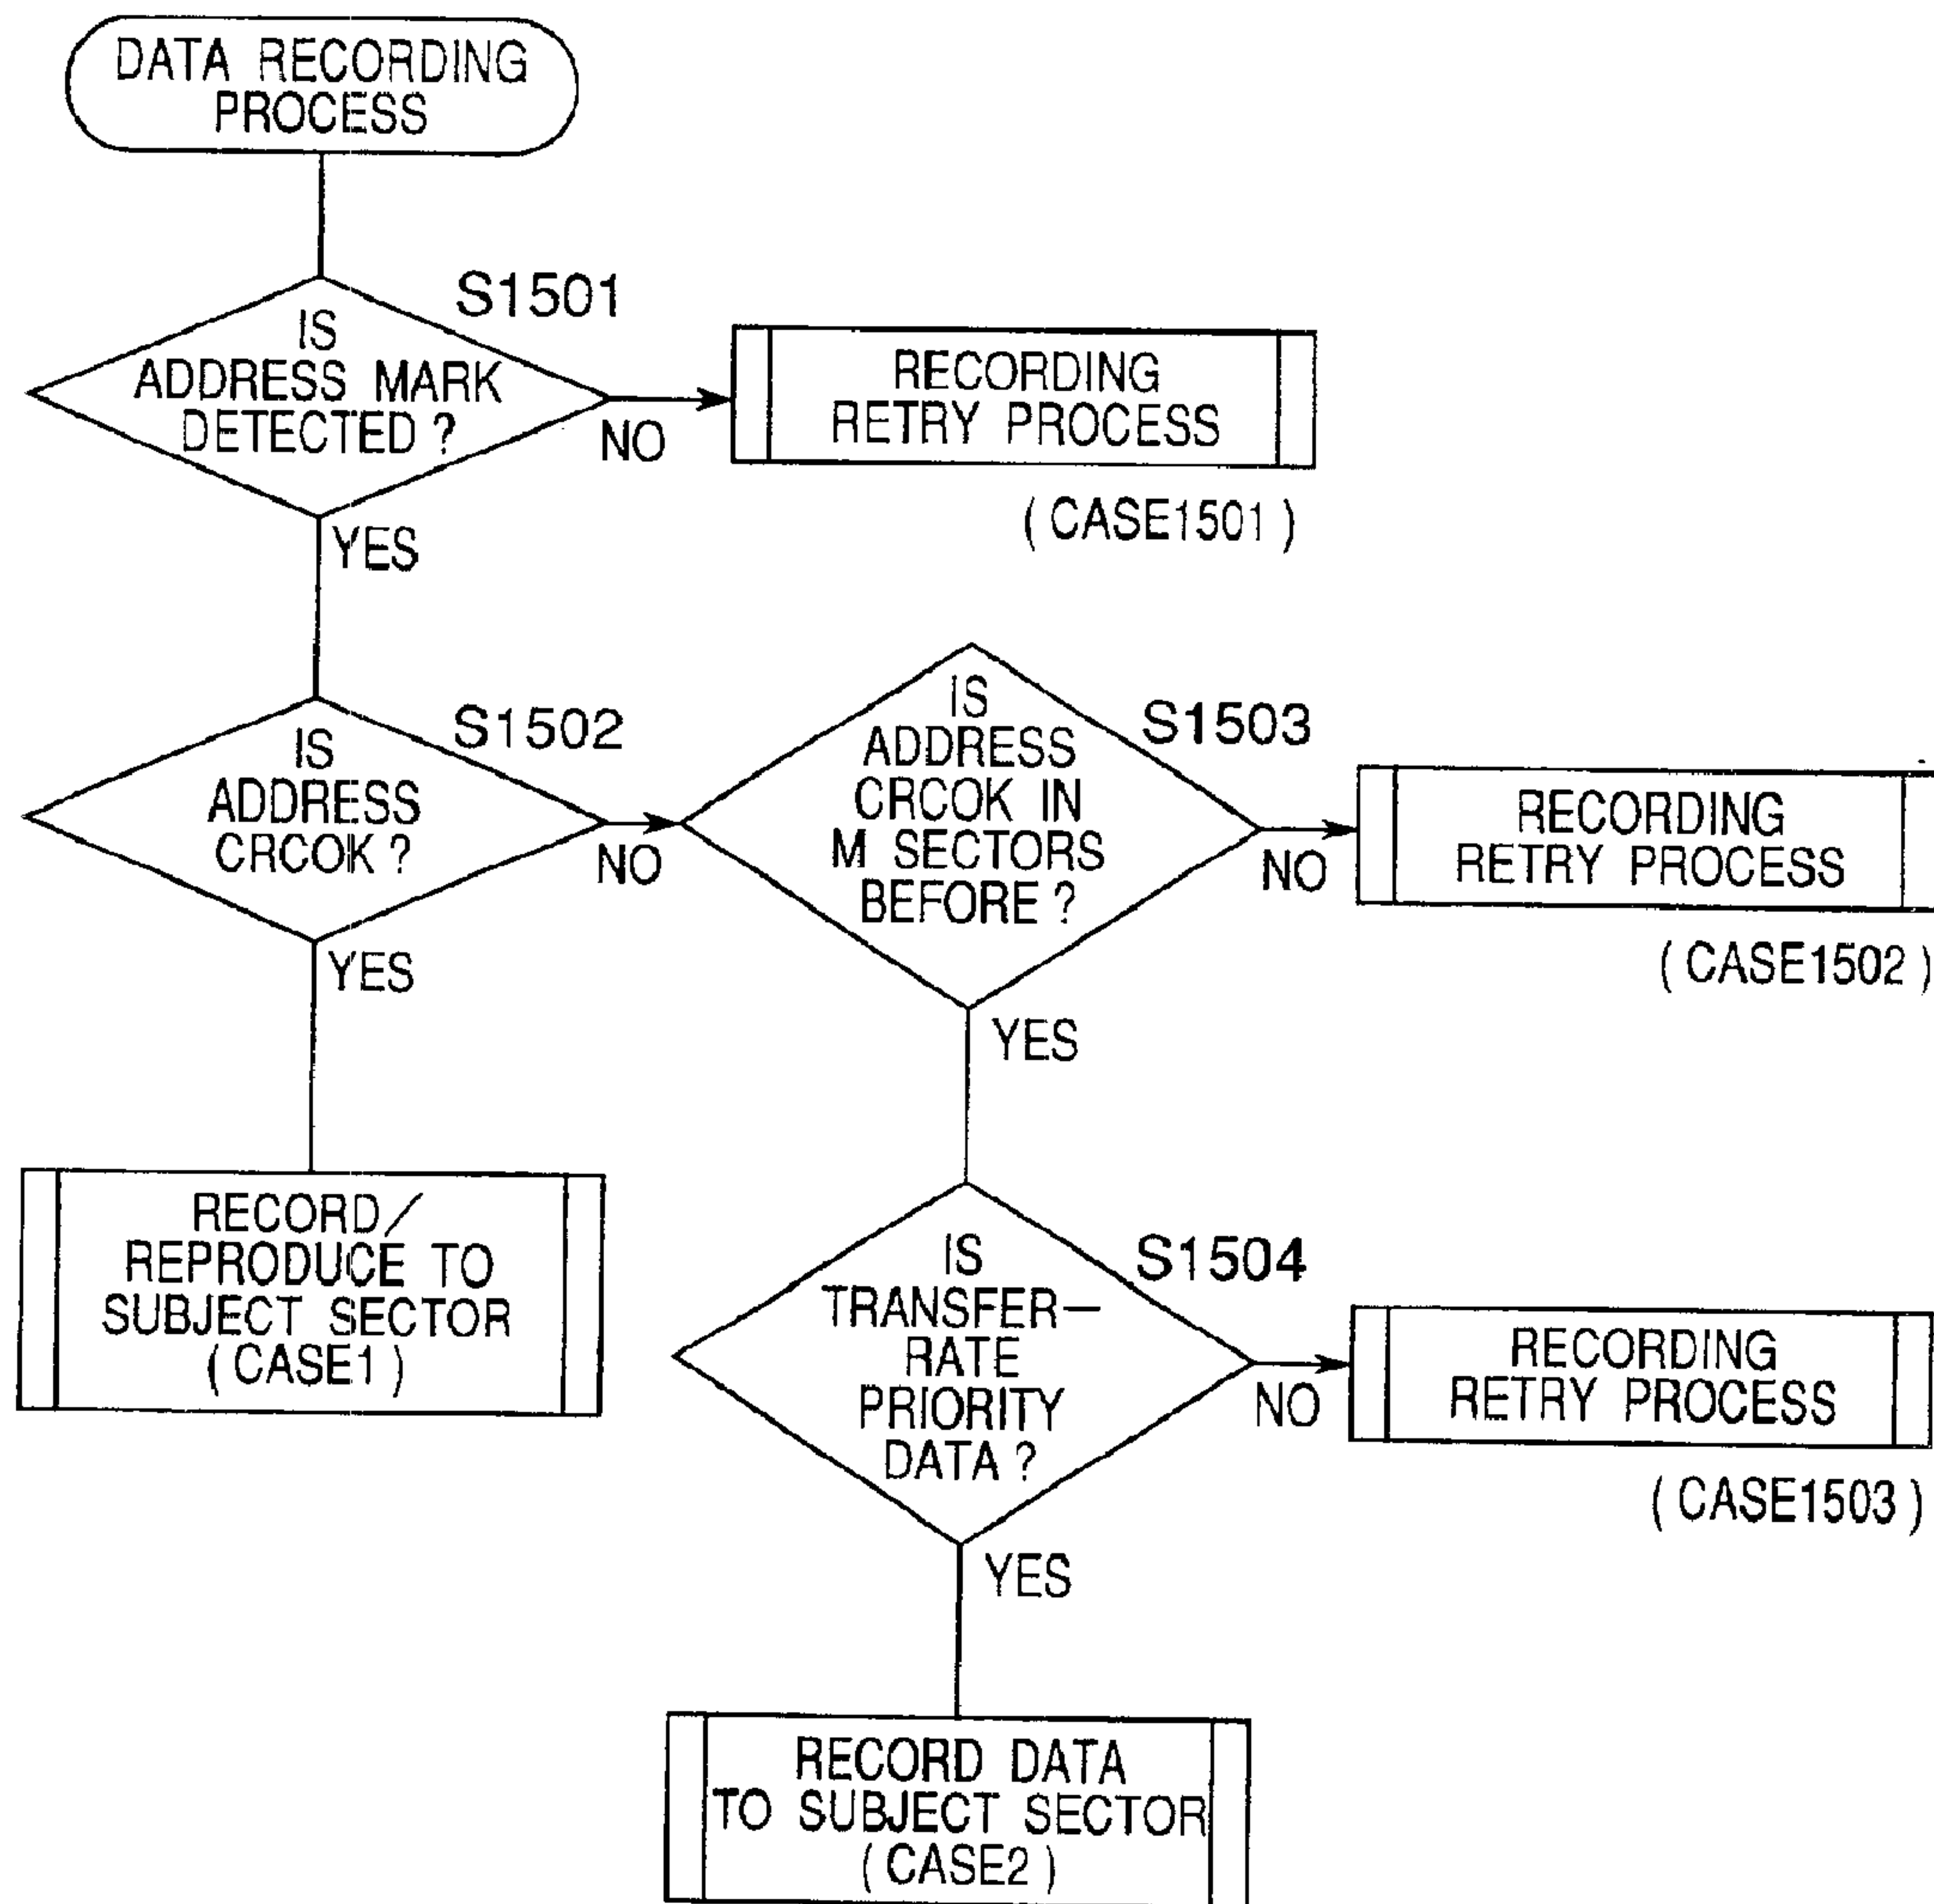 DATA RECORDING
PROCESS
S1501
IS
ADDRESS MARK
DETECTED ?
NO
RECORDING
RETRY PROCESS
( CASE1501 )
YES
S1502
IS
ADDRESS
CRCOK ?
NO
YES
S1503
IS
ADDRESS
CRCOK IN
M SECTORS
BEFORE ?
NO
RECORDING
RETRY PROCESS
( CASE1502 )
YES
RECORD/
REPRODUCE TO
SUBJECT SECTOR
( CASE1 )
S1504
IS
TRANSFER—
RATE
PRIORITY
DATA ?
NO
RECORDING
RETRY PROCESS
( CASE1503 )
YES
RECORD DATA
TO SUBJECT SECTOR
( CASE2 )